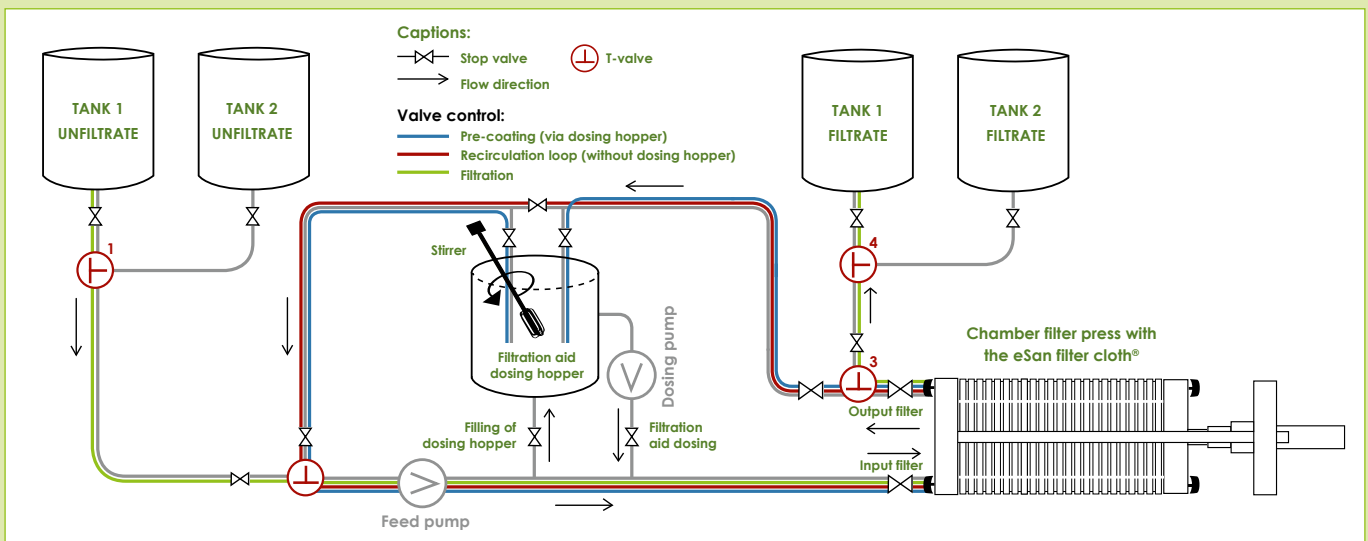 Captions:
Stop valve
T-valve
Flow direction
Valve control:
Pre-coating (via dosing hopper)
Recirculation loop (without dosing hopper)
Filtration
TANK 1
UNFILTRATE
TANK 2
UNFILTRATE
TANK 1
FILTRATE
TANK 2
FILTRATE
1
4
Stirrer
Filtration aid
dosing hopper
Dosing pump
Chamber filter press with
the eSan filter cloth®
3
Output filter
Filling of
dosing hopper
Filtration
aid dosing
Input filter
Feed pump